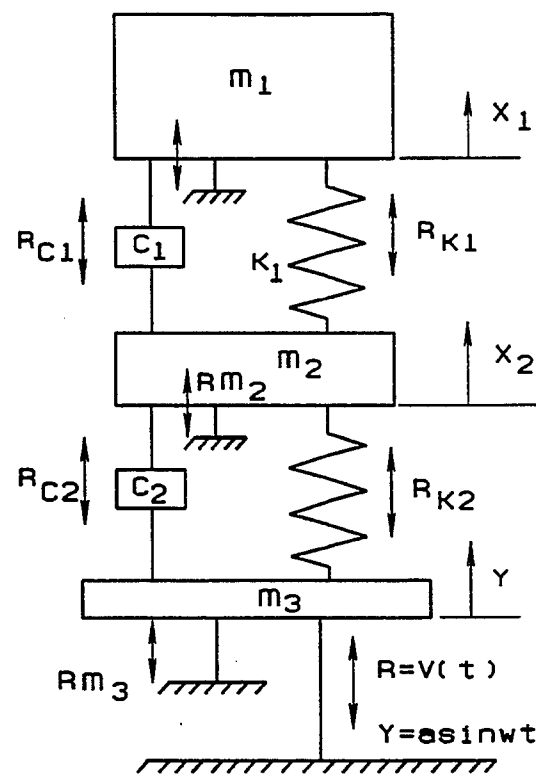 m1
X1
RC1
C1
K1
RK1
m2
Rm2
X2
RC2
C2
RK2
Y
m3
Rm3
R=V(t)
Y=asinwt